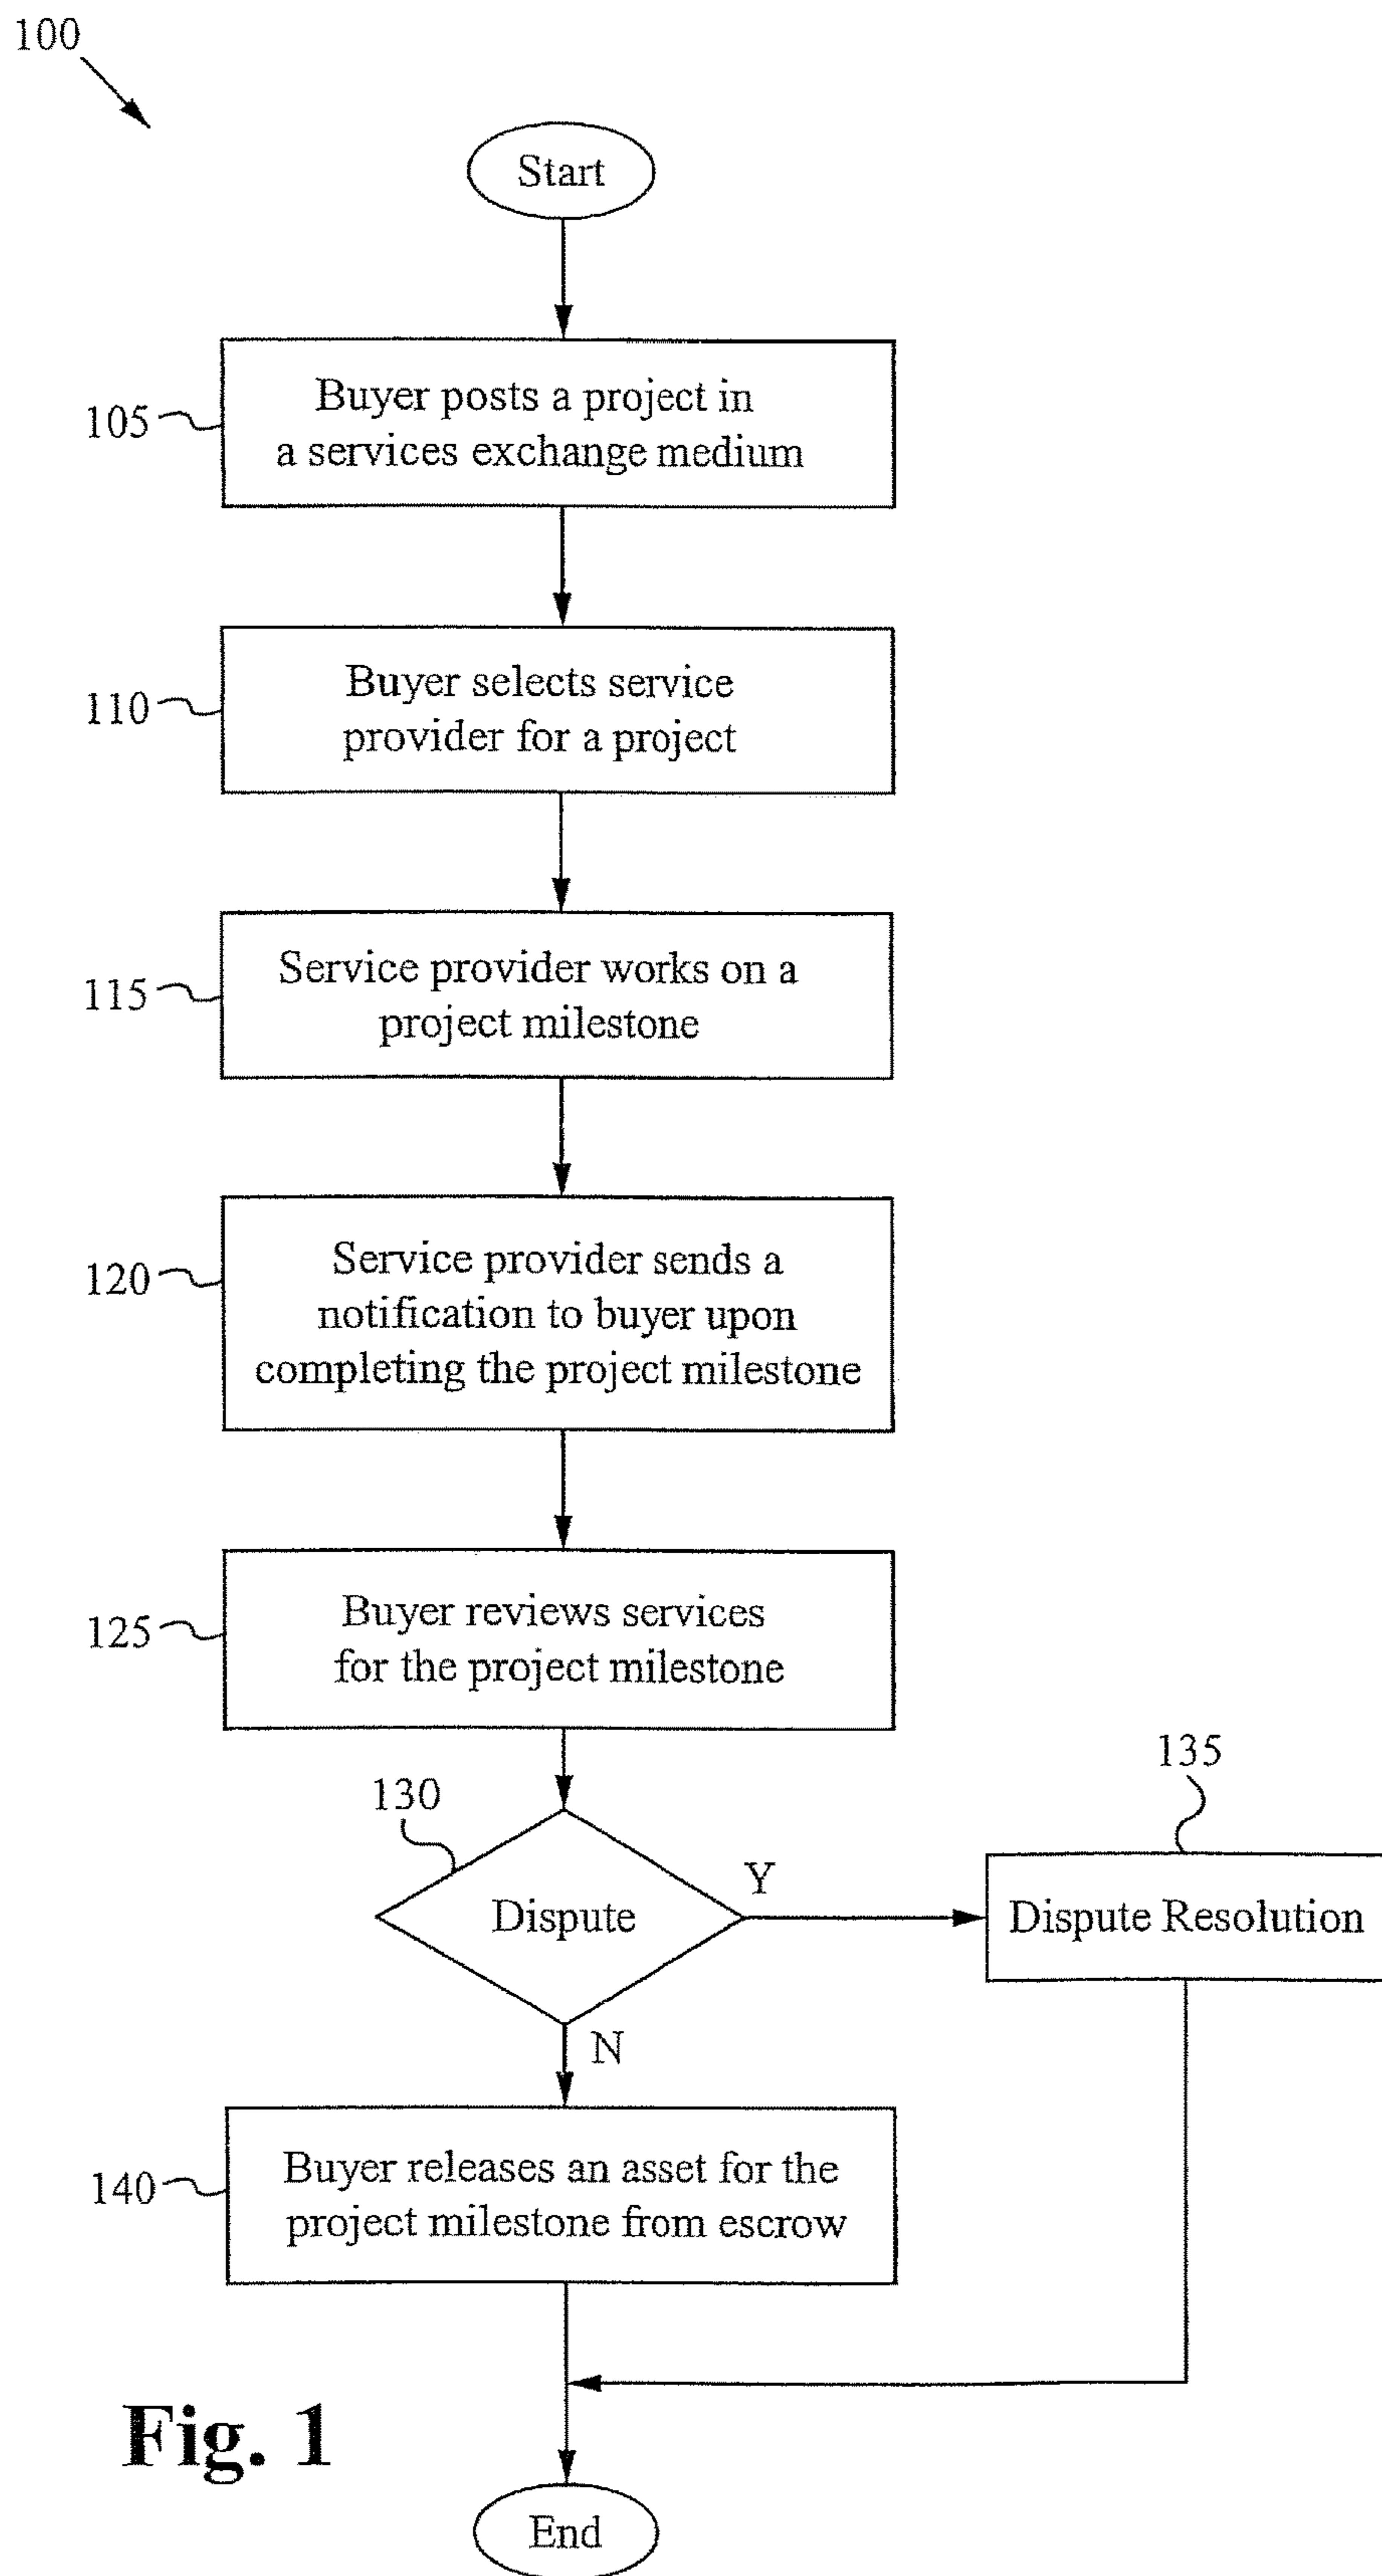 100
Start
105
Buyer posts a project in
a services exchange medium
110
Buyer selects service
provider for a project
115
Service provider works on a
project milestone
120
Service provider sends a
notification to buyer upon
completing the project milestone
125
Buyer reviews services
for the project milestone
130
Dispute
Y
135
Dispute Resolution
N
140
Buyer releases an asset for the
project milestone from escrow
Fig. 1
End